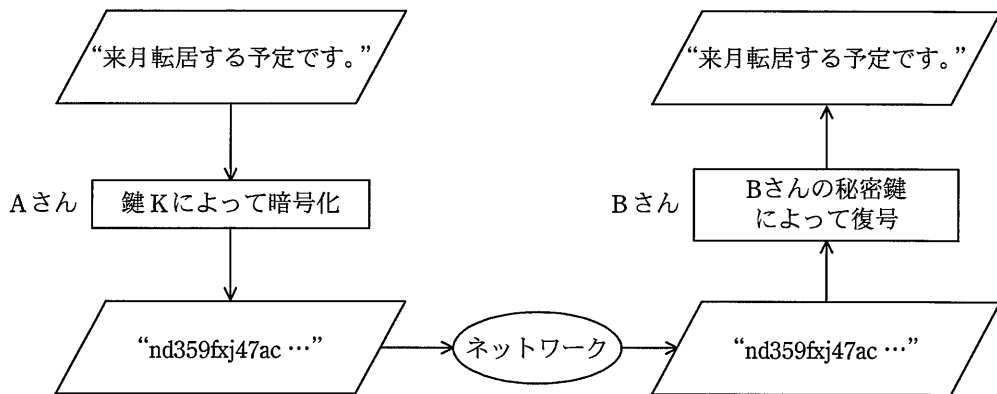 “来月転居する予定です。”
“来月転居する予定です。”
Aさん
鍵Kによって暗号化
Bさん
Bさんの秘密鍵
によって復号
“nd359fxj47ac …”
ネットワーク
“nd359fxj47ac …”